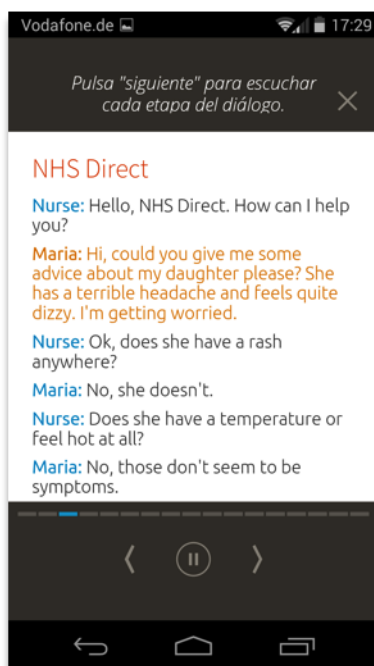 Vodafone.de 17:29
Pulsa "siguiente" para escuchar
cada etapa del diálogo.
NHS Direct
Nurse: Hello, NHS Direct. How can I help
you?
Maria: Hi, could you give me some
advice about my daughter please? She
has a terrible headache and feels quite
dizzy. I'm getting worried.
Nurse: Ok, does she have a rash
anywhere?
Maria: No, she doesn't.
Nurse: Does she have a temperature or
feel hot at all?
Maria: No, those don't seem to be
symptoms.